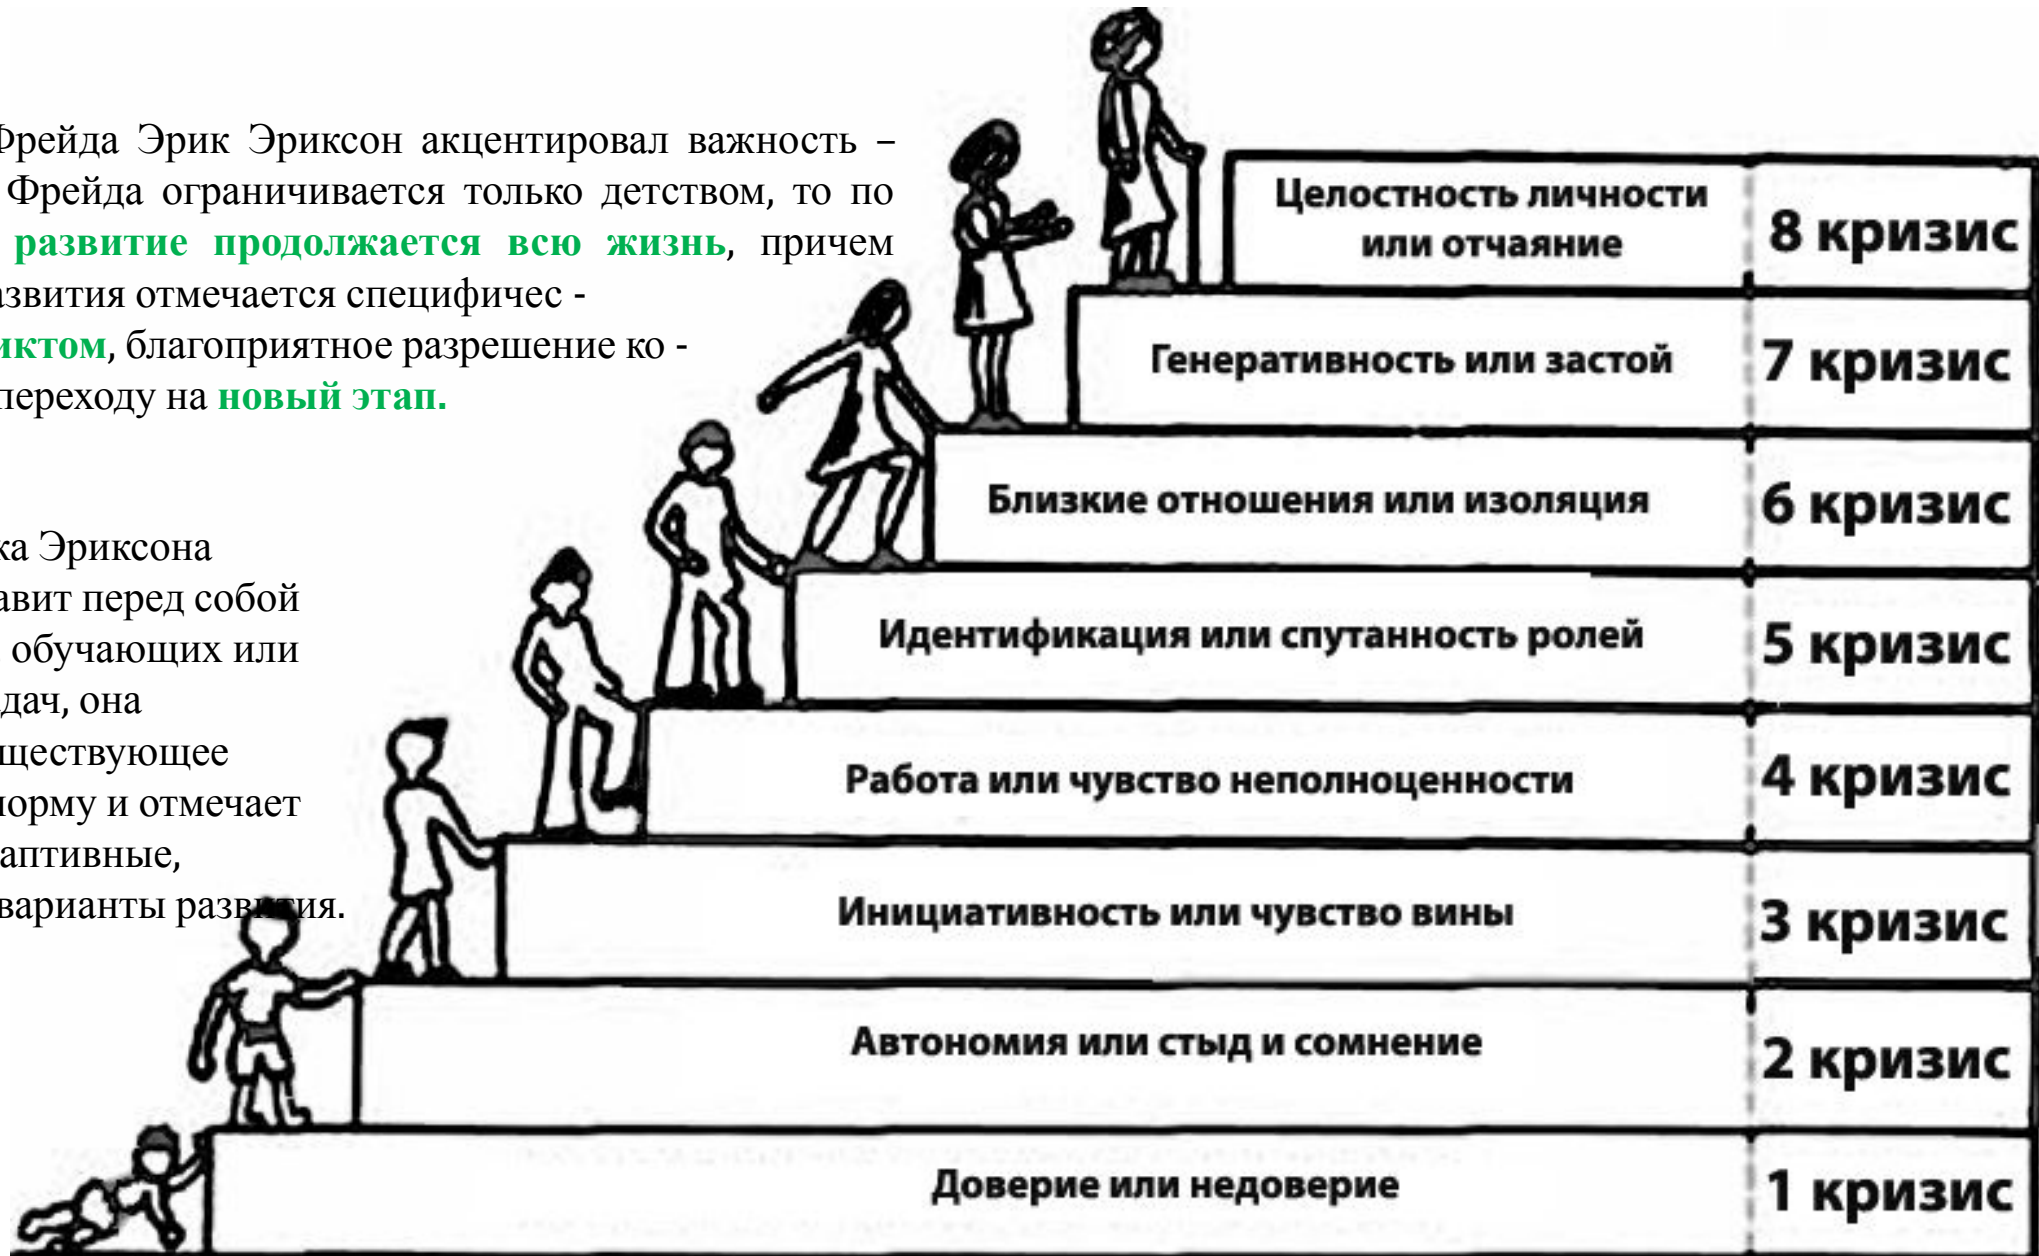 Фрейда Эрик Эриксон акцентировал важность –
Фрейда ограничивается только детством, то по
развитие продолжается всю жизнь, причем
азвития отмечается специфичес -
иктом, благоприятное разрешение ко -
переходу на новый этап.
ка Эриксона
авит перед собой
обучающих или
дач, она
ществующее
норму и отмечает
аптивные,
варианты развития.
Целостность личности
или отчаяние
8 кризис
Генеративность или застой
7 кризис
Близкие отношения или изоляция
6 кризис
Идентификация или спутанность ролей
5 кризис
Работа или чувство неполноценности
4 кризис
Инициативность или чувство вины
3 кризис
Автономия или стыд и сомнение
2 кризис
Доверие или недоверие
1 кризис